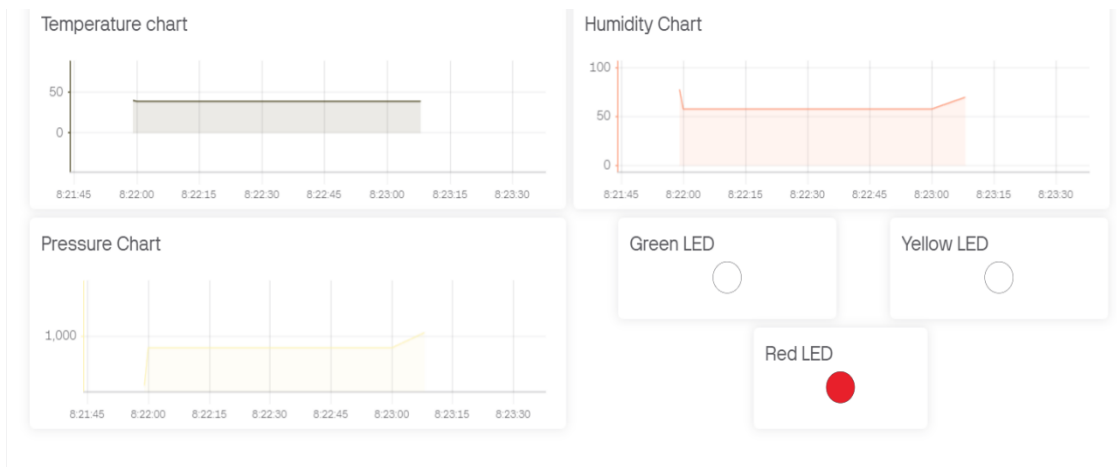 Temperature chart
50
0
8:21:45 8:22:00 8:22:15 8:22:30 8:22:45 8:23:00 8:23:15 8:23:30
Humidity Chart
100
50
0
8:21:45 8:22:00 8:22:15 8:22:30 8:22:45 8:23:00 8:23:15 8:23:30
Pressure Chart
1,000
8:21:45 8:22:00 8:22:15 8:22:30 8:22:45 8:23:00 8:23:15 8:23:30
Green LED
Yellow LED
Red LED